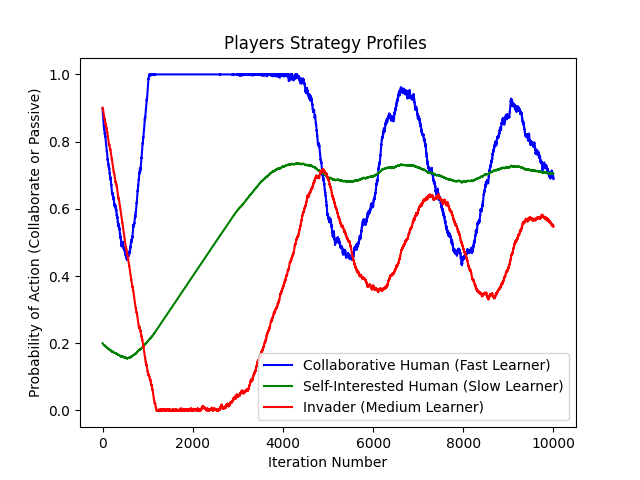 Players Strategy Profiles
Probability of Action (Collaborate or Passive)
1.0
0.8
0.6
0.4
0.2
0.0
Collaborative Human (Fast Learner)
Self-Interested Human (Slow Learner)
Invader (Medium Learner)
0 2000 4000 6000 8000 10000
Iteration Number